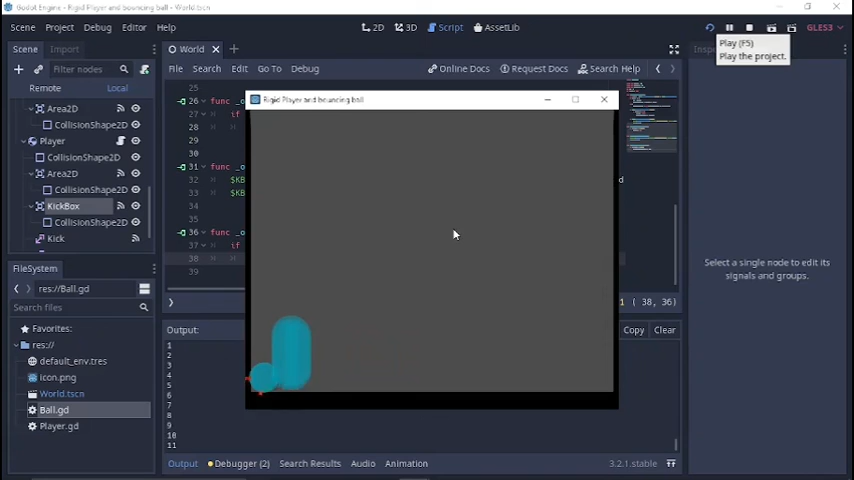 Godot Engine - Rigid Player and bouncing ball - World.tscn
Scene Project Debug Editor Help
2D 3D Script AssetLib
GLES3
Play (F5)
Play the project.
Scene Import
World
Inspe
Filter nodes
File Search Edit Go To Debug
Online Docs Request Docs Search Help
Remote Local
Area2D
CollisionShape2D
Player
CollisionShape2D
Area2D
CollisionShape2D
KickBox
CollisionShape2D
Kick
25
26 func _o
27 if
28
29
30
31 func _o
32 $KB
33 $KB
34
35
36 func _o
37 if
38
39
d
Rigid Player and bouncing ball
Select a single node to edit its
signals and groups.
FileSystem
res://Ball.gd
Search files
Favorites:
res://
default_env.tres
icon.png
World.tscn
Ball.gd
Player.gd
1 ( 38, 36)
Output:
Copy Clear
1
2
3
4
5
6
7
8
9
10
11
Output Debugger (2) Search Results Audio Animation
3.2.1.stable